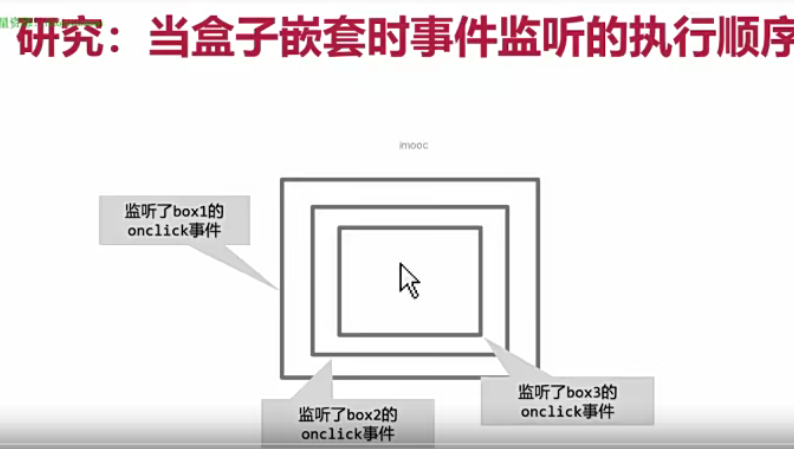 研究：当盒子嵌套时事件监听的执行顺序
imooc
监听了box1的
onclick事件
监听了box2的
onclick事件
监听了box3的
onclick事件